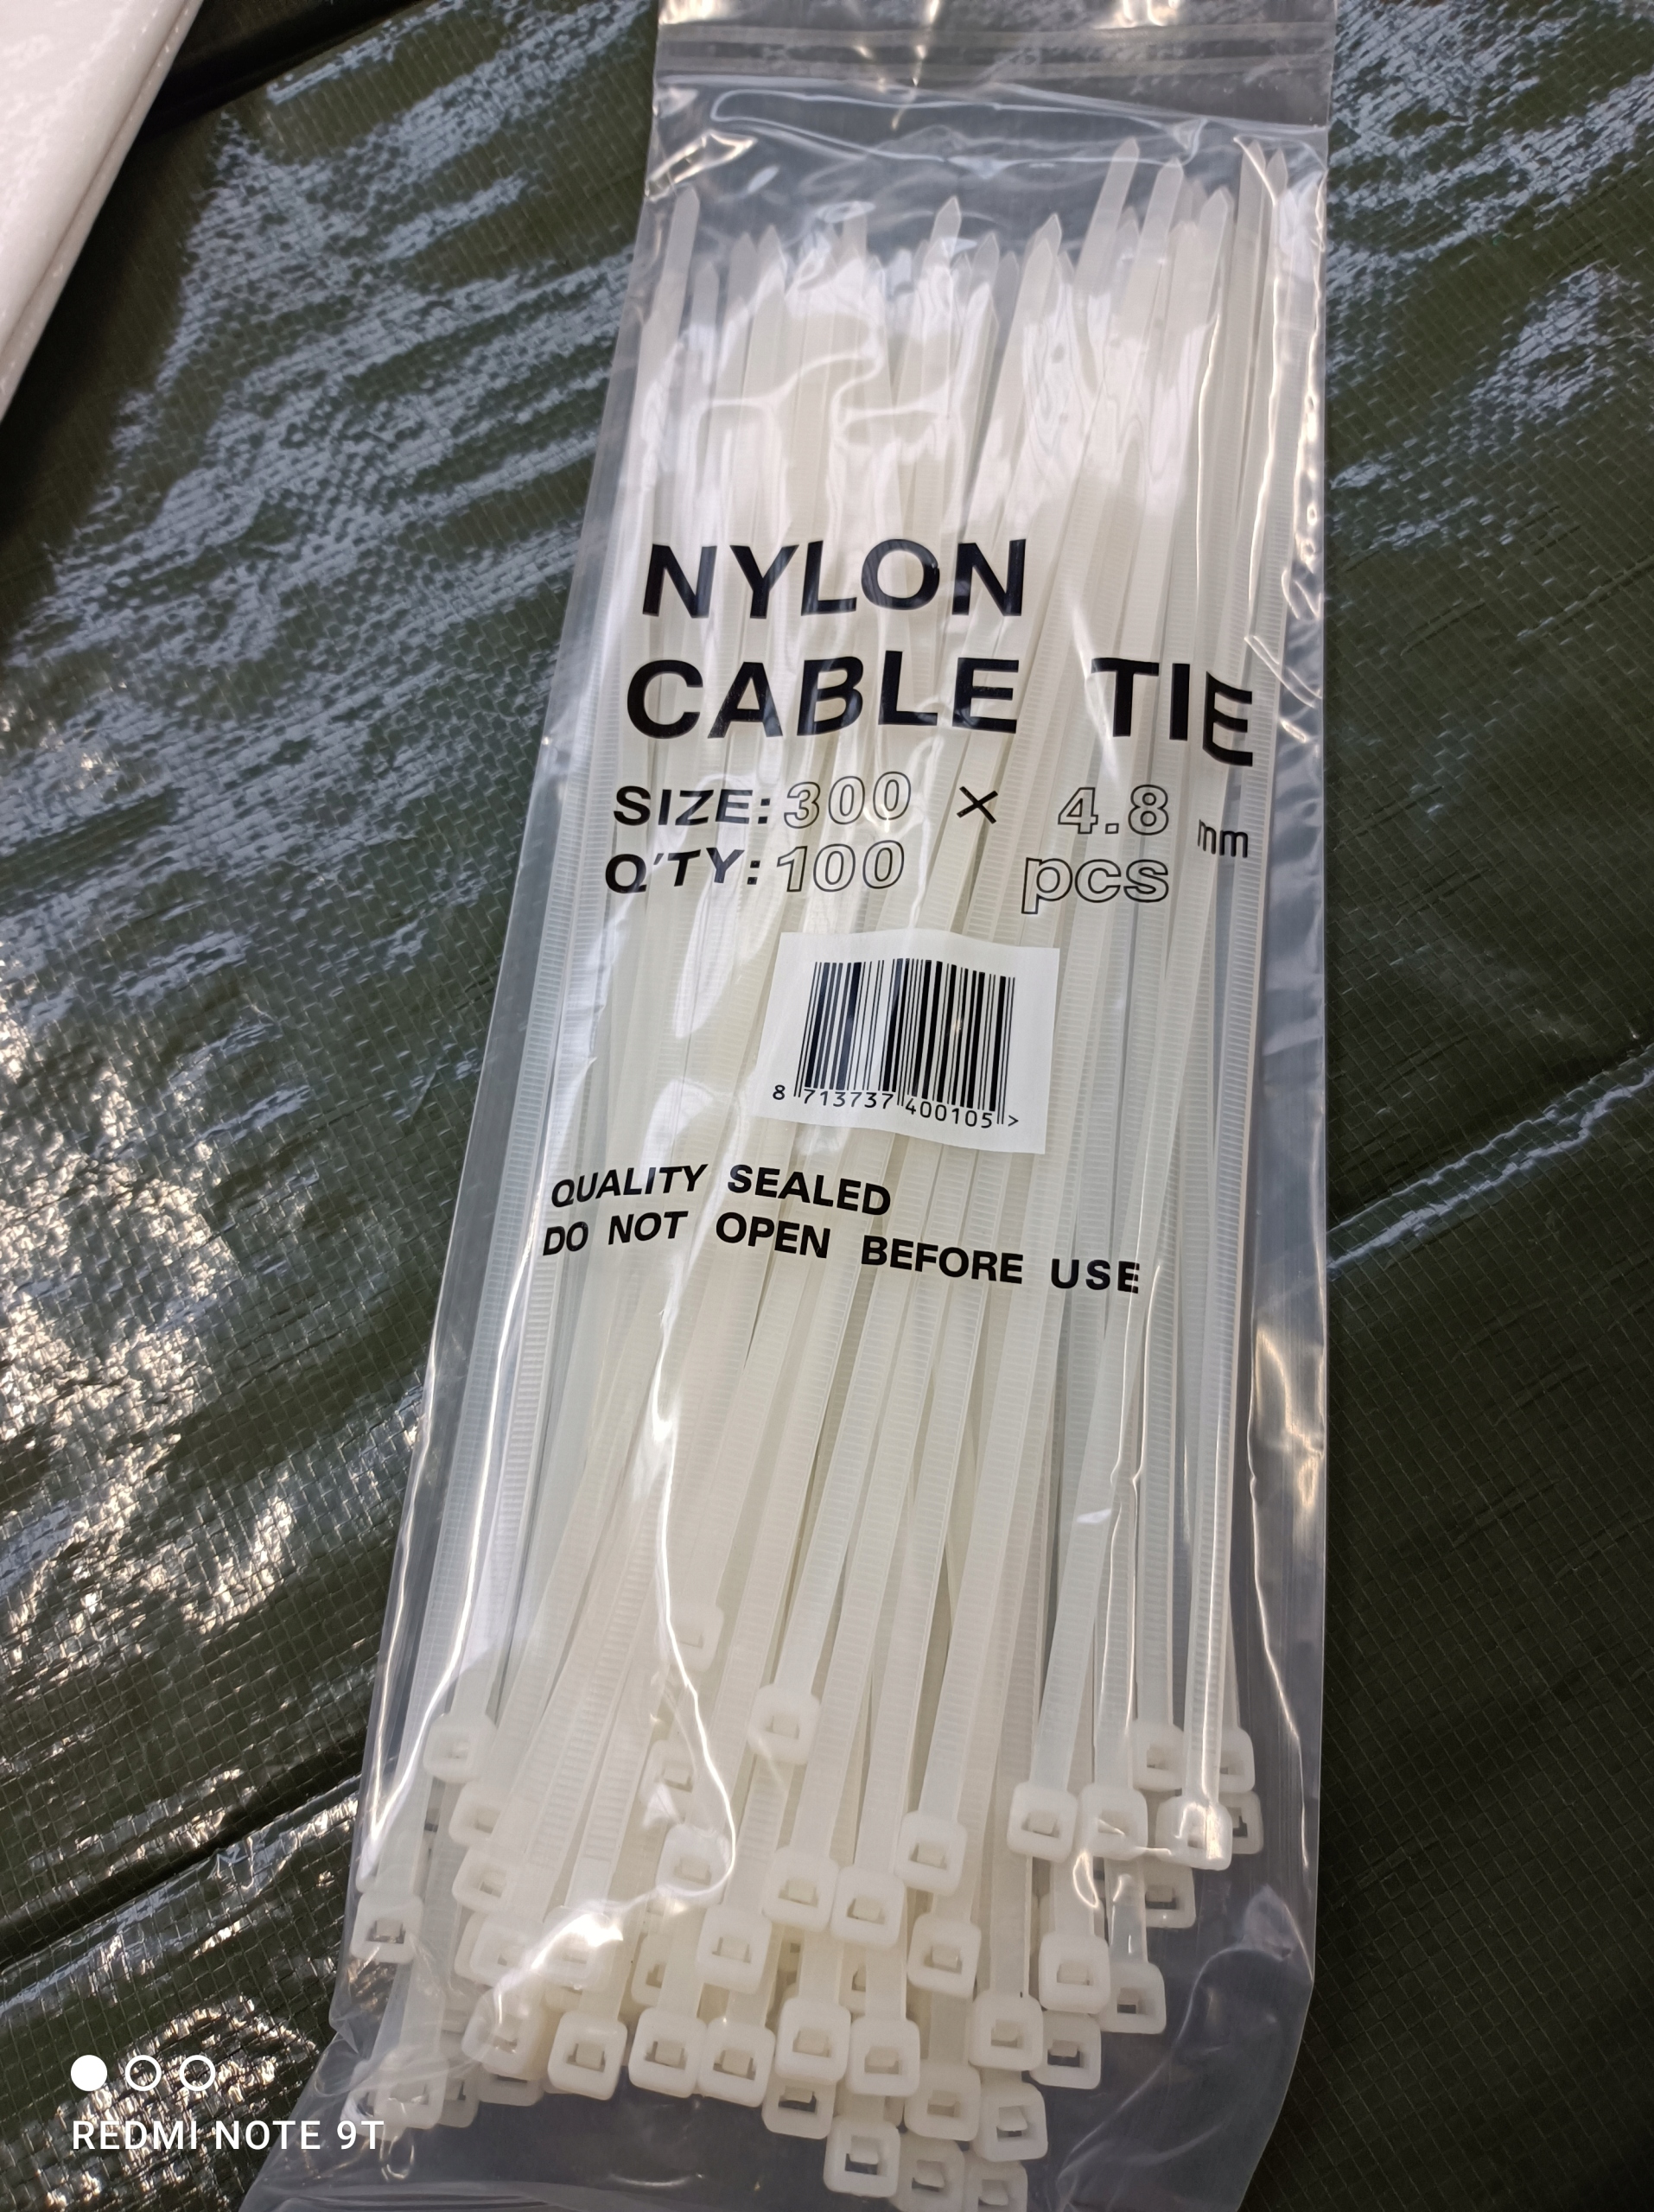 NYLON
CABLE TIE
SIZE: 300 × 4.8 mm
Q'TY: 100 pcs
8 713737 400105 >
QUALITY SEALED
DO NOT OPEN BEFORE USE
REDMI NOTE 9T